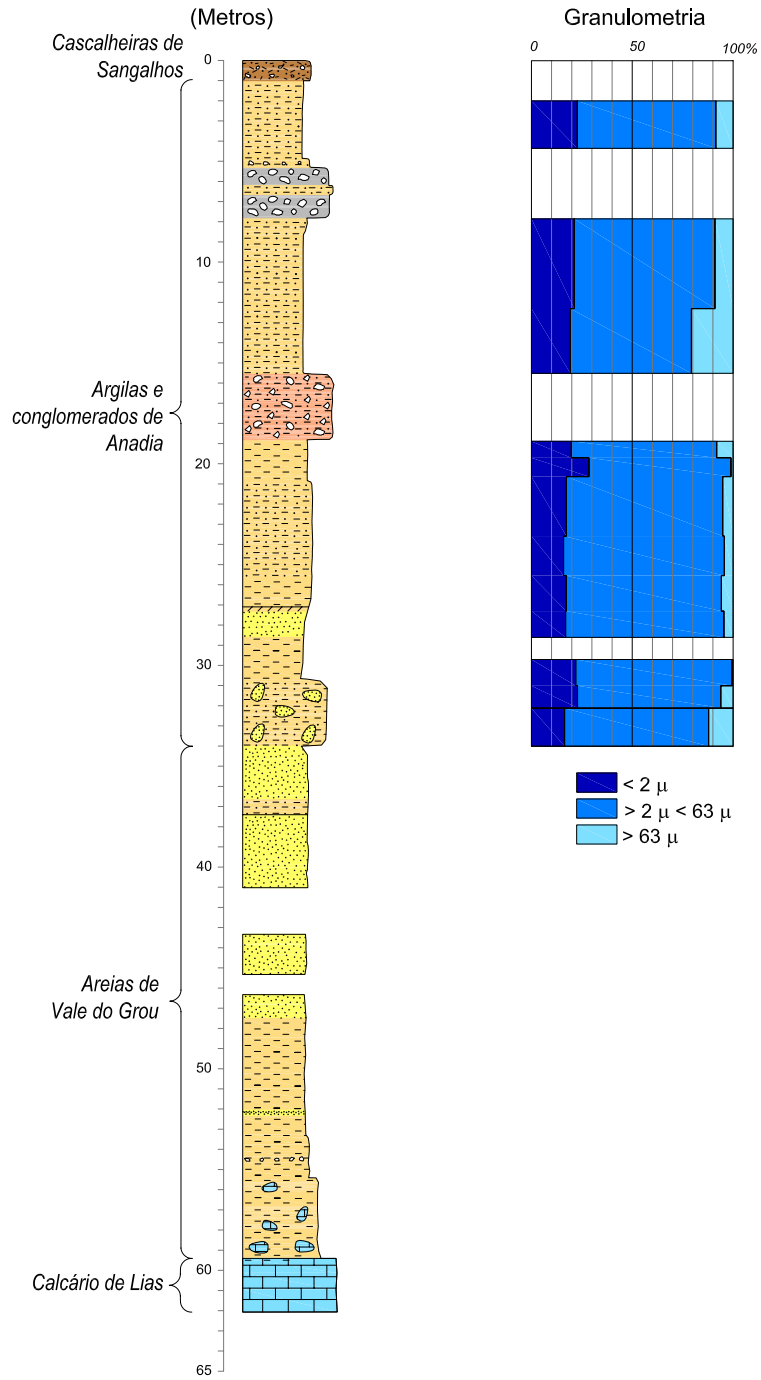 (Metros)
Granulometria
Cascalheiras de
Sangalhos
0
10
20
30
40
50
60
65
0
50
100%
Argilas e
conglomerados de
Anadia
Areias de
Vale do Grou
Calcário de Lias
< 2 μ
> 2 μ < 63 μ
> 63 μ